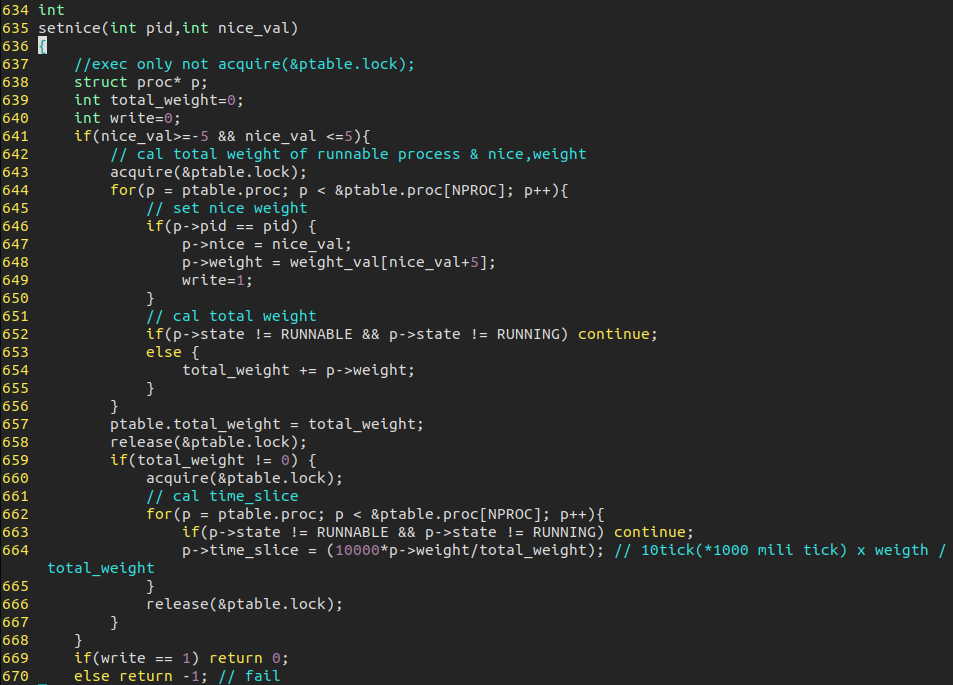 634 int
635 setnice(int pid,int nice_val)
636 {
637     //exec only not acquire(&ptable.lock);
638     struct proc* p;
639     int total_weight=0;
640     int write=0;
641     if(nice_val>=-5 && nice_val <=5){
642         // cal total weight of runnable process & nice,weight
643         acquire(&ptable.lock);
644         for(p = ptable.proc; p < &ptable.proc[NPROC]; p++){
645             // set nice weight
646             if(p->pid == pid) {
647                 p->nice = nice_val;
648                 p->weight = weight_val[nice_val+5];
649                 write=1;
650             }
651             // cal total weight
652             if(p->state != RUNNABLE && p->state != RUNNING) continue;
653             else {
654                 total_weight += p->weight;
655             }
656         }
657         ptable.total_weight = total_weight;
658         release(&ptable.lock);
659         if(total_weight != 0) {
660             acquire(&ptable.lock);
661             // cal time_slice
662             for(p = ptable.proc; p < &ptable.proc[NPROC]; p++){
663                 if(p->state != RUNNABLE && p->state != RUNNING) continue;
664                 p->time_slice = (10000*p->weight/total_weight); // 10tick(*1000 mili tick) x weigth /
     total_weight
665             }
666             release(&ptable.lock);
667         }
668     }
669     if(write == 1) return 0;
670     else return -1; // fail